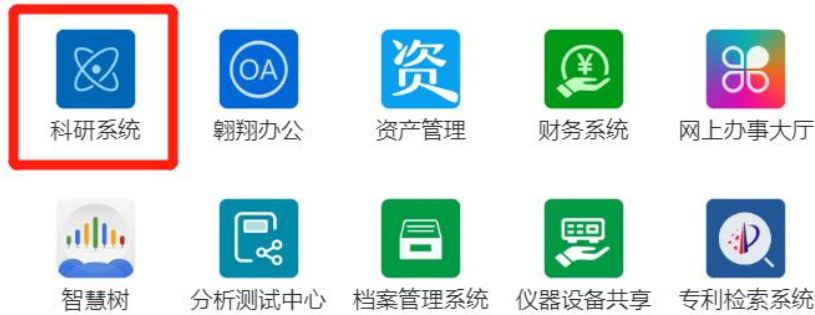 OA
资
¥
科研系统 翱翔办公 资产管理 财务系统 网上办事大厅
智慧树 分析测试中心 档案管理系统 仪器设备共享 专利检索系统